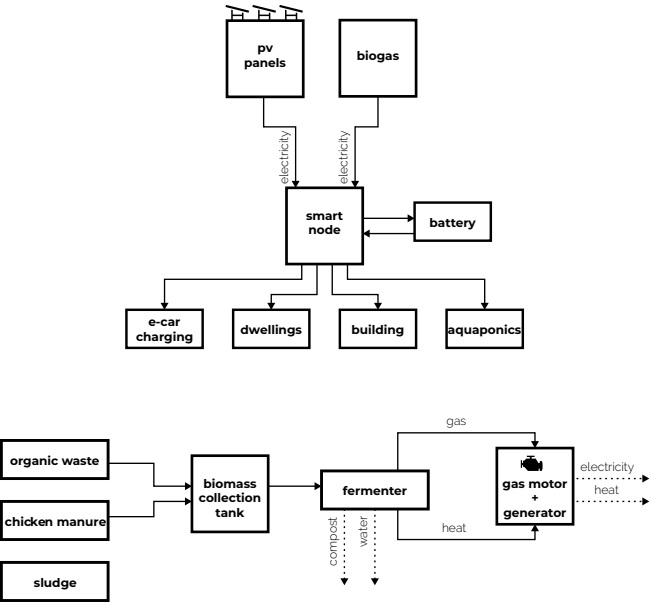 pv
panels
biogas
electricity
electricity
smart
node
battery
e-car
charging
dwellings
building
aquaponics
gas
organic waste
chicken manure
sludge
biomass
collection
tank
fermenter
compost
water
heat
gas motor
+
generator
electricity
heat